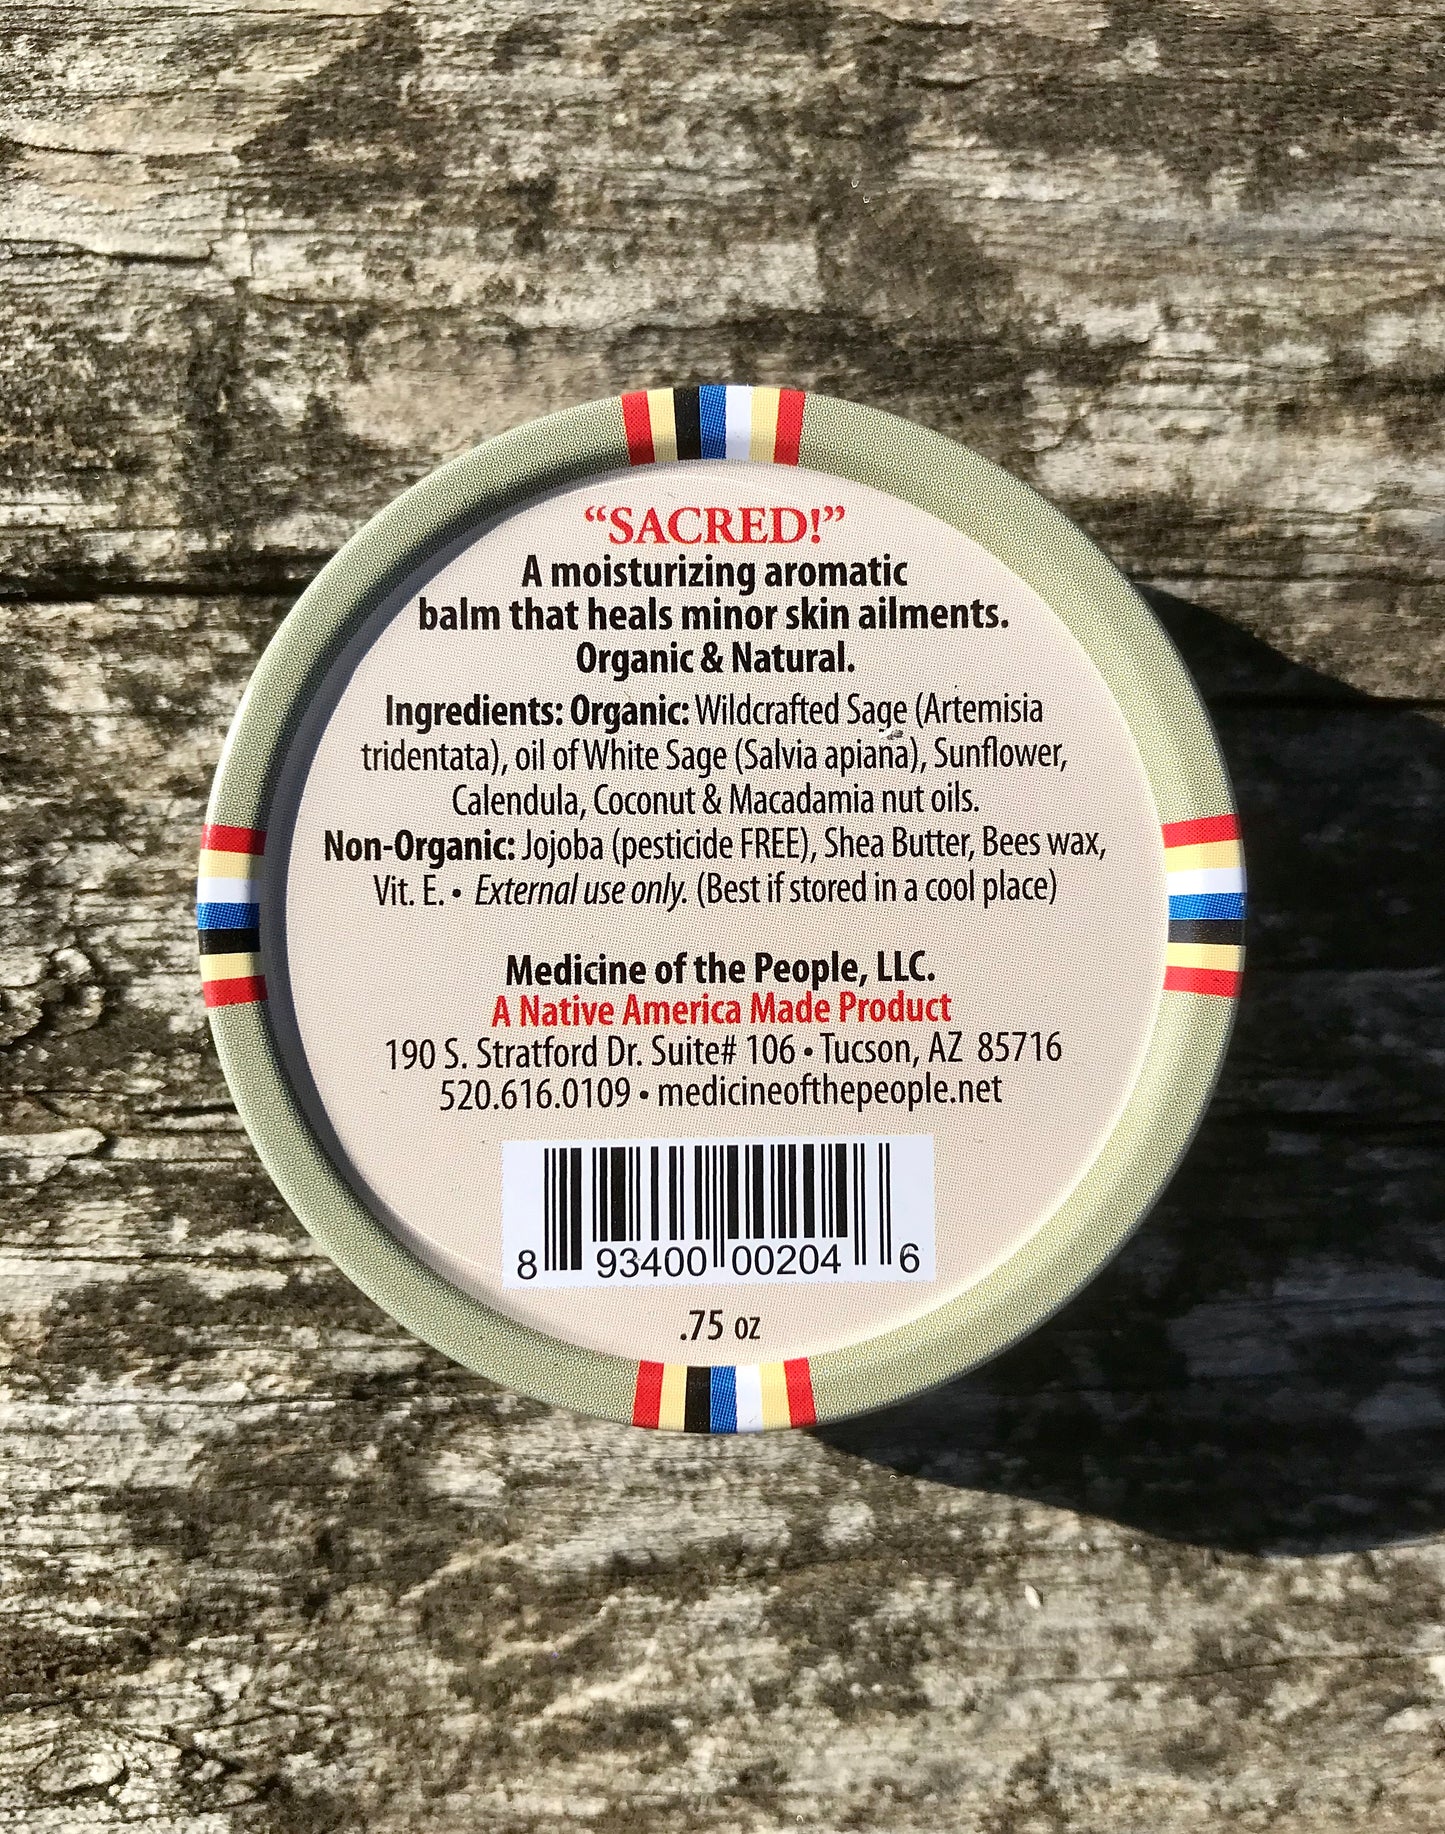 “SACRED!”
A moisturizing aromatic
balm that heals minor skin ailments.
Organic & Natural.
Ingredients: Organic: Wildcrafted Sage (Artemisia
tridentata), oil of White Sage (Salvia apiana), Sunflower,
Calendula, Coconut & Macadamia nut oils.
Non-Organic: Jojoba (pesticide FREE), Shea Butter, Bees wax,
Vit. E. • External use only. (Best if stored in a cool place)
Medicine of the People, LLC.
A Native America Made Product
190 S. Stratford Dr. Suite# 106 • Tucson, AZ 85716
520.616.0109 • medicineofthepeople.net
8 93400 00204 6
.75 oz